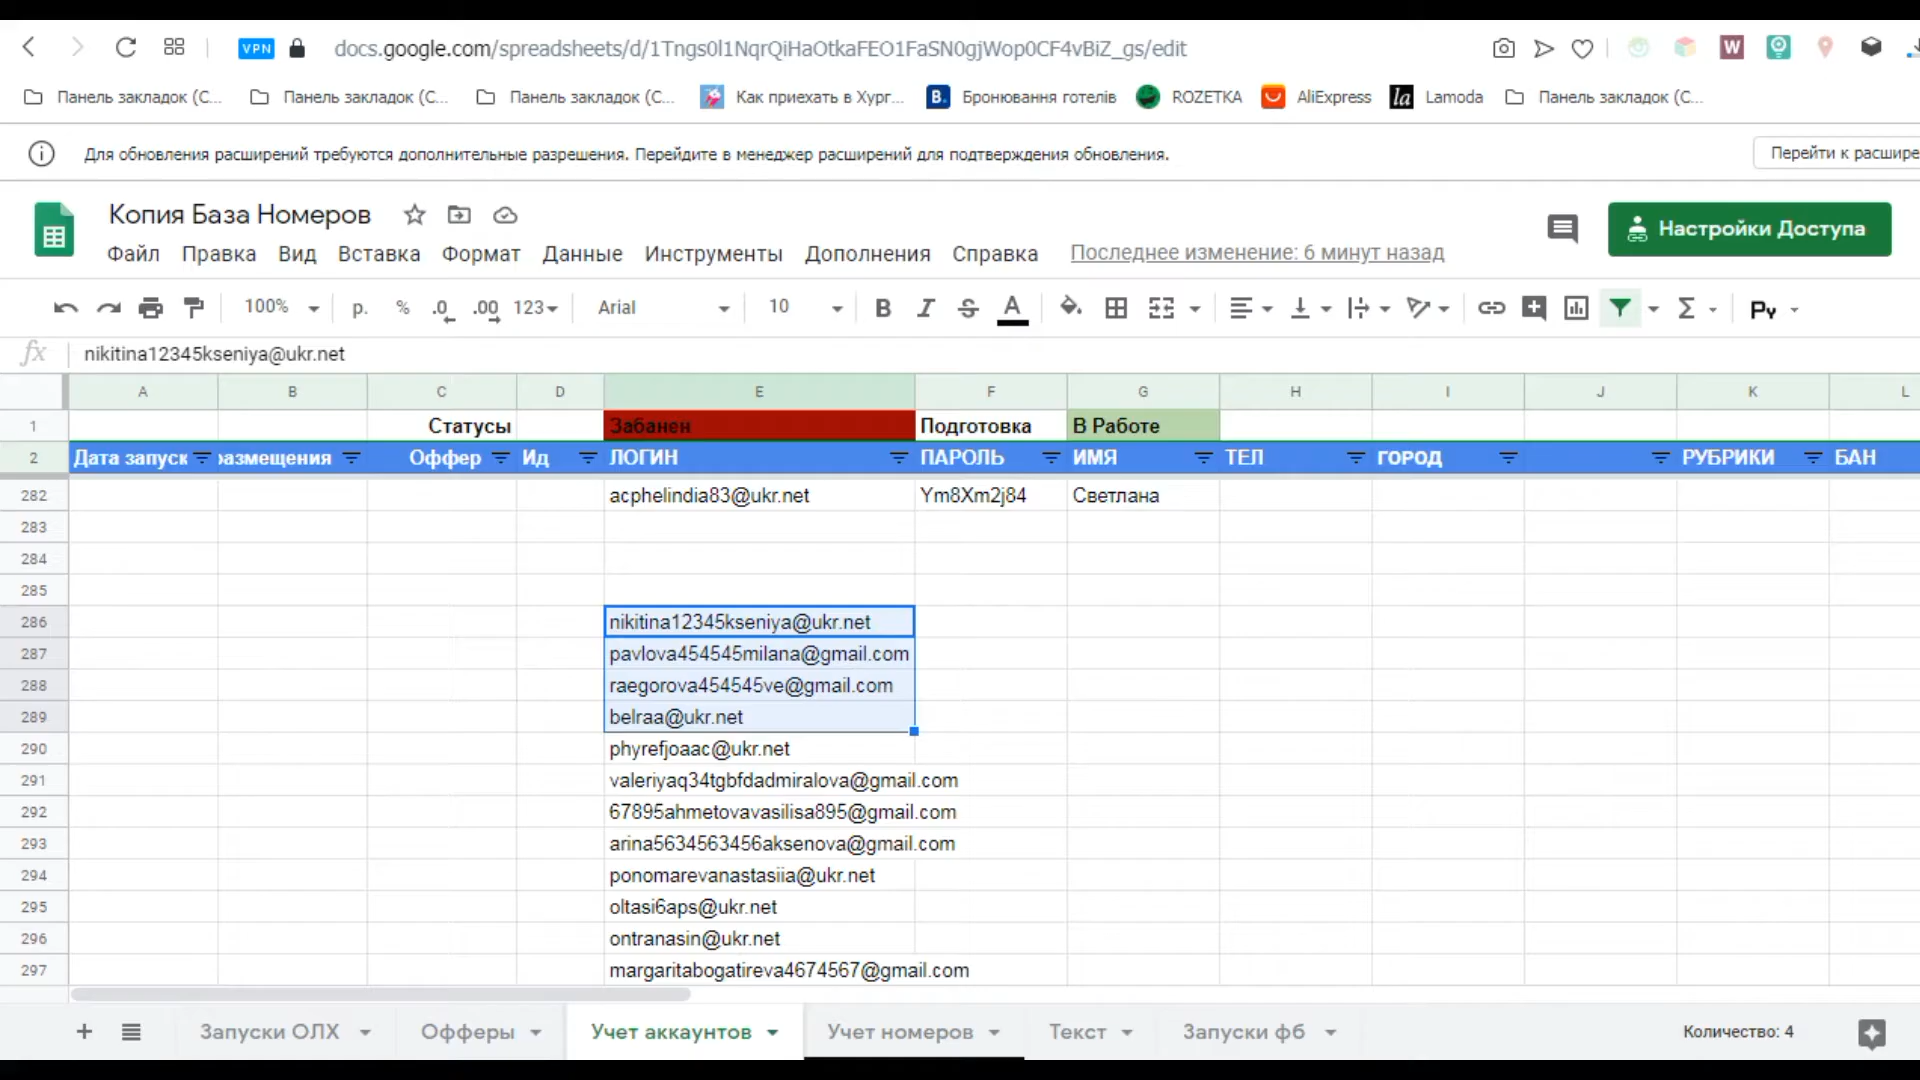 VPN docs.google.com/spreadsheets/d/1Tngs0l1NqrQiHaOtkaFEO1FaSN0gjWop0CF4vBiZ_gs/edit W
Панель закладок (С... Панель закладок (С... Панель закладок (С... Как приехать в Хург... B. Бронювання готелів ROZETKA AliExpress la Lamoda Панель закладок (С...
Для обновления расширений требуются дополнительные разрешения. Перейдите в менеджер расширений для подтверждения обновления. Перейти к расшире
Копия База Номеров
Настройки Доступа
Файл Правка Вид Вставка Формат Данные Инструменты Дополнения Справка Последнее изменение: 6 минут назад
100% р. % .0 .00 123 Arial 10 B I S A Σ Ру
fx nikitina12345kseniya@ukr.net
A B C D E F G H I J K L
1 Статусы Забанен Подготовка В Работе
2 Дата запуск размещения Оффер Ид ЛОГИН ПАРОЛЬ ИМЯ ТЕЛ ГОРОД РУБРИКИ БАН
282 acphelindia83@ukr.net Ym8Xm2j84 Светлана
283
284
285
286 nikitina12345kseniya@ukr.net
287 pavlova454545milana@gmail.com
288 raegorova454545ve@gmail.com
289 belraa@ukr.net
290 phyrefjoaac@ukr.net
291 valeriyaq34tgbfdadmiralova@gmail.com
292 67895ahmetovavasilisa895@gmail.com
293 arina5634563456aksenova@gmail.com
294 ponomarevanastasiia@ukr.net
295 oltasi6aps@ukr.net
296 ontranasin@ukr.net
297 margaritabogatireva4674567@gmail.com
Запуски ОЛХ Офферы Учет аккаунтов Учет номеров Текст Запуски фб Количество: 4